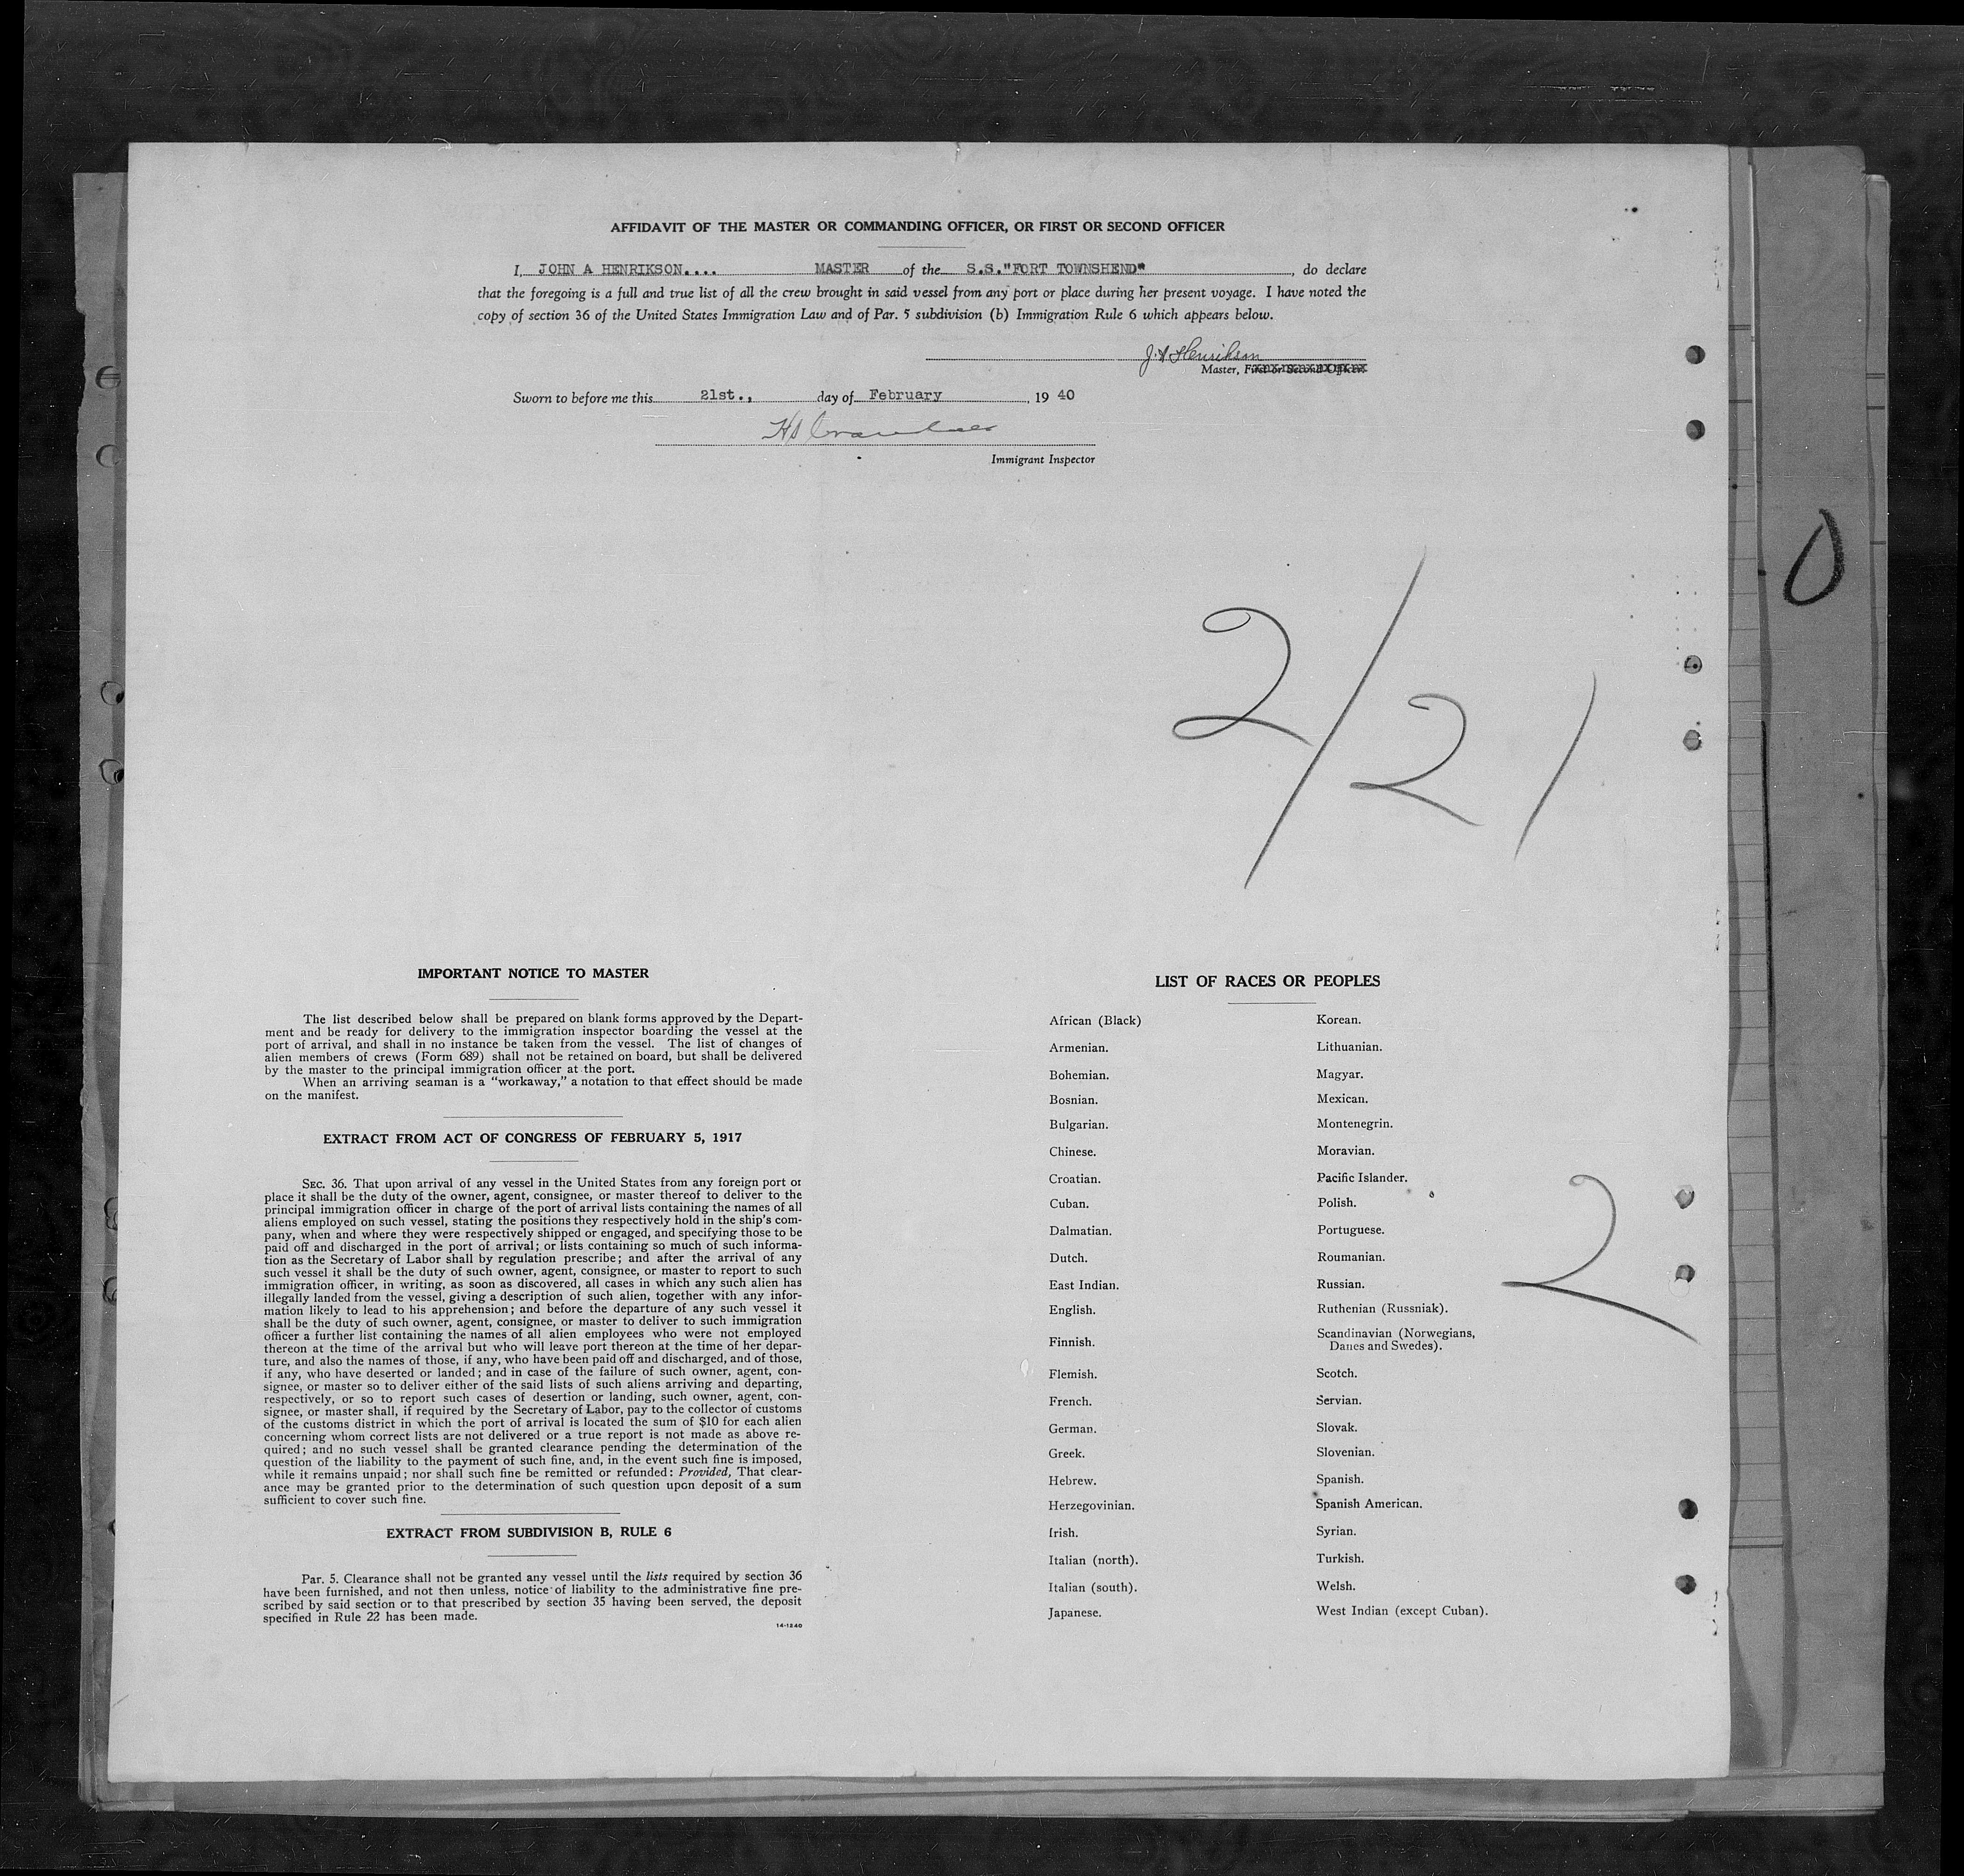 AFFIDAVIT OF THE MASTER OR COMMANDING OFFICER, OR FIRST OR SECOND OFFICER
I, JOHN A HENRIKSON.... MASTER of the S.S."FORT TOWNSHEND", do declare
that the foregoing is a full and true list of all the crew brought in said vessel from any port or place during her present voyage. I have noted the
copy of section 36 of the United States Immigration Law and of Par. 5 subdivision (b) Immigration Rule 6 which appears below.
J. A Henrikson
Master, First or Second Officer.
Sworn to before me this 21st., day of February, 19 40
Immigrant Inspector
0
2/21
IMPORTANT NOTICE TO MASTER
The list described below shall be prepared on blank forms approved by the Depart-
ment and be ready for delivery to the immigration inspector boarding the vessel at the
port of arrival, and shall in no instance be taken from the vessel. The list of changes of
alien members of crews (Form 689) shall not be retained on board, but shall be delivered
by the master to the principal immigration officer at the port.
When an arriving seaman is a "workaway," a notation to that effect should be made
on the manifest.
EXTRACT FROM ACT OF CONGRESS OF FEBRUARY 5, 1917
SEC. 36. That upon arrival of any vessel in the United States from any foreign port or
place it shall be the duty of the owner, agent, consignee, or master thereof to deliver to the
principal immigration officer in charge of the port of arrival lists containing the names of all
aliens employed on such vessel, stating the positions they respectively hold in the ship's com-
pany, when and where they were respectively shipped or engaged, and specifying those to be
paid off and discharged in the port of arrival; or lists containing so much of such informa-
tion as the Secretary of Labor shall by regulation prescribe; and after the arrival of any
such vessel it shall be the duty of such owner, agent, consignee, or master to report to such
immigration officer, in writing, as soon as discovered, all cases in which any such alien has
illegally landed from the vessel, giving a description of such alien, together with any infor-
mation likely to lead to his apprehension; and before the departure of any such vessel it
shall be the duty of such owner, agent, consignee, or master to deliver to such immigration
officer a further list containing the names of all alien employees who were not employed
thereon at the time of the arrival but who will leave port thereon at the time of her depar-
ture, and also the names of those, if any, who have been paid off and discharged, and of those,
if any, who have deserted or landed; and in case of the failure of such owner, agent, con-
signee, or master so to deliver either of the said lists of such aliens arriving and departing,
respectively, or so to report such cases of desertion or landing, such owner, agent, con-
signee, or master shall, if required by the Secretary of Labor, pay to the collector of customs
of the customs district in which the port of arrival is located the sum of $10 for each alien
concerning whom correct lists are not delivered or a true report is not made as above re-
quired; and no such vessel shall be granted clearance pending the determination of the
question of the liability to the payment of such fine, and, in the event such fine is imposed,
while it remains unpaid; nor shall such fine be remitted or refunded: Provided, That clear-
ance may be granted prior to the determination of such question upon deposit of a sum
sufficient to cover such fine.
EXTRACT FROM SUBDIVISION B, RULE 6
Par. 5. Clearance shall not be granted any vessel until the lists required by section 36
have been furnished, and not then unless, notice of liability to the administrative fine pre-
scribed by said section or to that prescribed by section 35 having been served, the deposit
specified in Rule 22 has been made.
14-1240
LIST OF RACES OR PEOPLES
African (Black)
Armenian.
Bohemian.
Bosnian.
Bulgarian.
Chinese.
Croatian.
Cuban.
Dalmatian.
Dutch.
East Indian.
English.
Finnish.
Flemish.
French.
German.
Greek.
Hebrew.
Herzegovinian.
Irish.
Italian (north).
Italian (south).
Japanese.
Korean.
Lithuanian.
Magyar.
Mexican.
Montenegrin.
Moravian.
Pacific Islander.
Polish.
Portuguese.
Roumanian.
Russian.
Ruthenian (Russniak).
Scandinavian (Norwegians,
Danes and Swedes).
Scotch.
Servian.
Slovak.
Slovenian.
Spanish.
Spanish American.
Syrian.
Turkish.
Welsh.
West Indian (except Cuban).
2